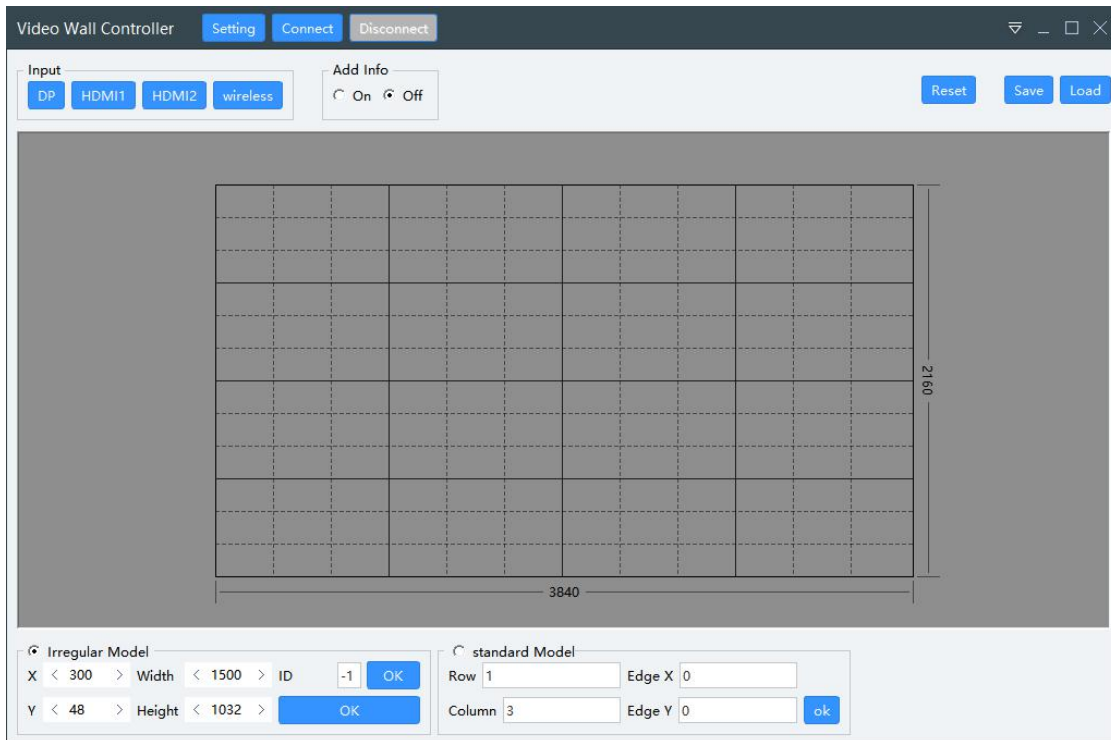 Video Wall Controller Setting Connect Disconnect
Input Add Info
DP HDMI1 HDMI2 wireless On Off Reset Save Load
2160
3840
Irregular Model standard Model
X < 300 > Width < 1500 > ID -1 OK Row 1 Edge X 0
Y < 48 > Height < 1032 > OK Column 3 Edge Y 0 ok